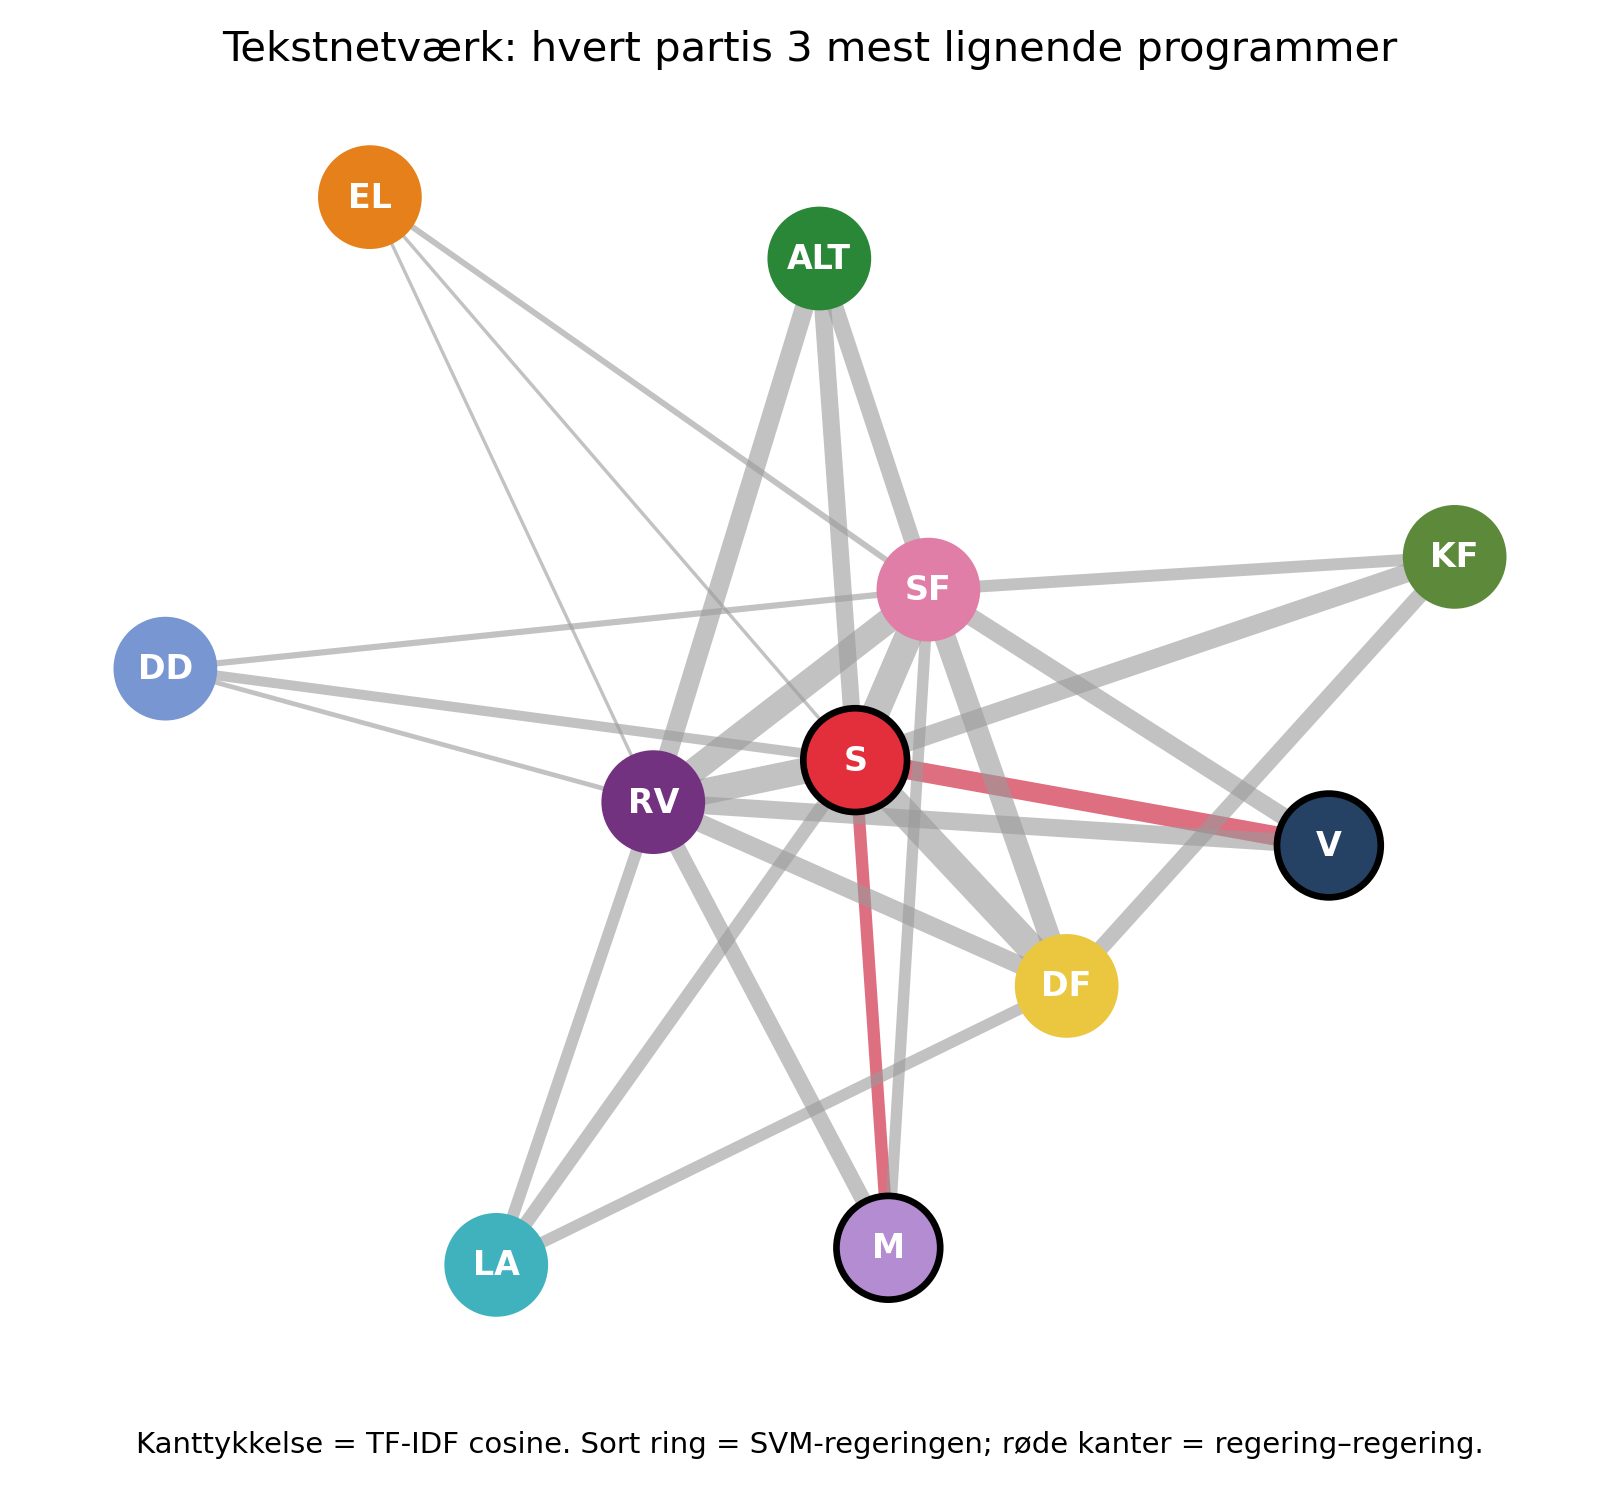 Tekstnetværk: hvert partis 3 mest lignende programmer
EL
ALT
KF
SF
DD
S
RV
V
DF
M
LA
Kanttykkelse = TF-IDF cosine. Sort ring = SVM-regeringen; røde kanter = regering–regering.